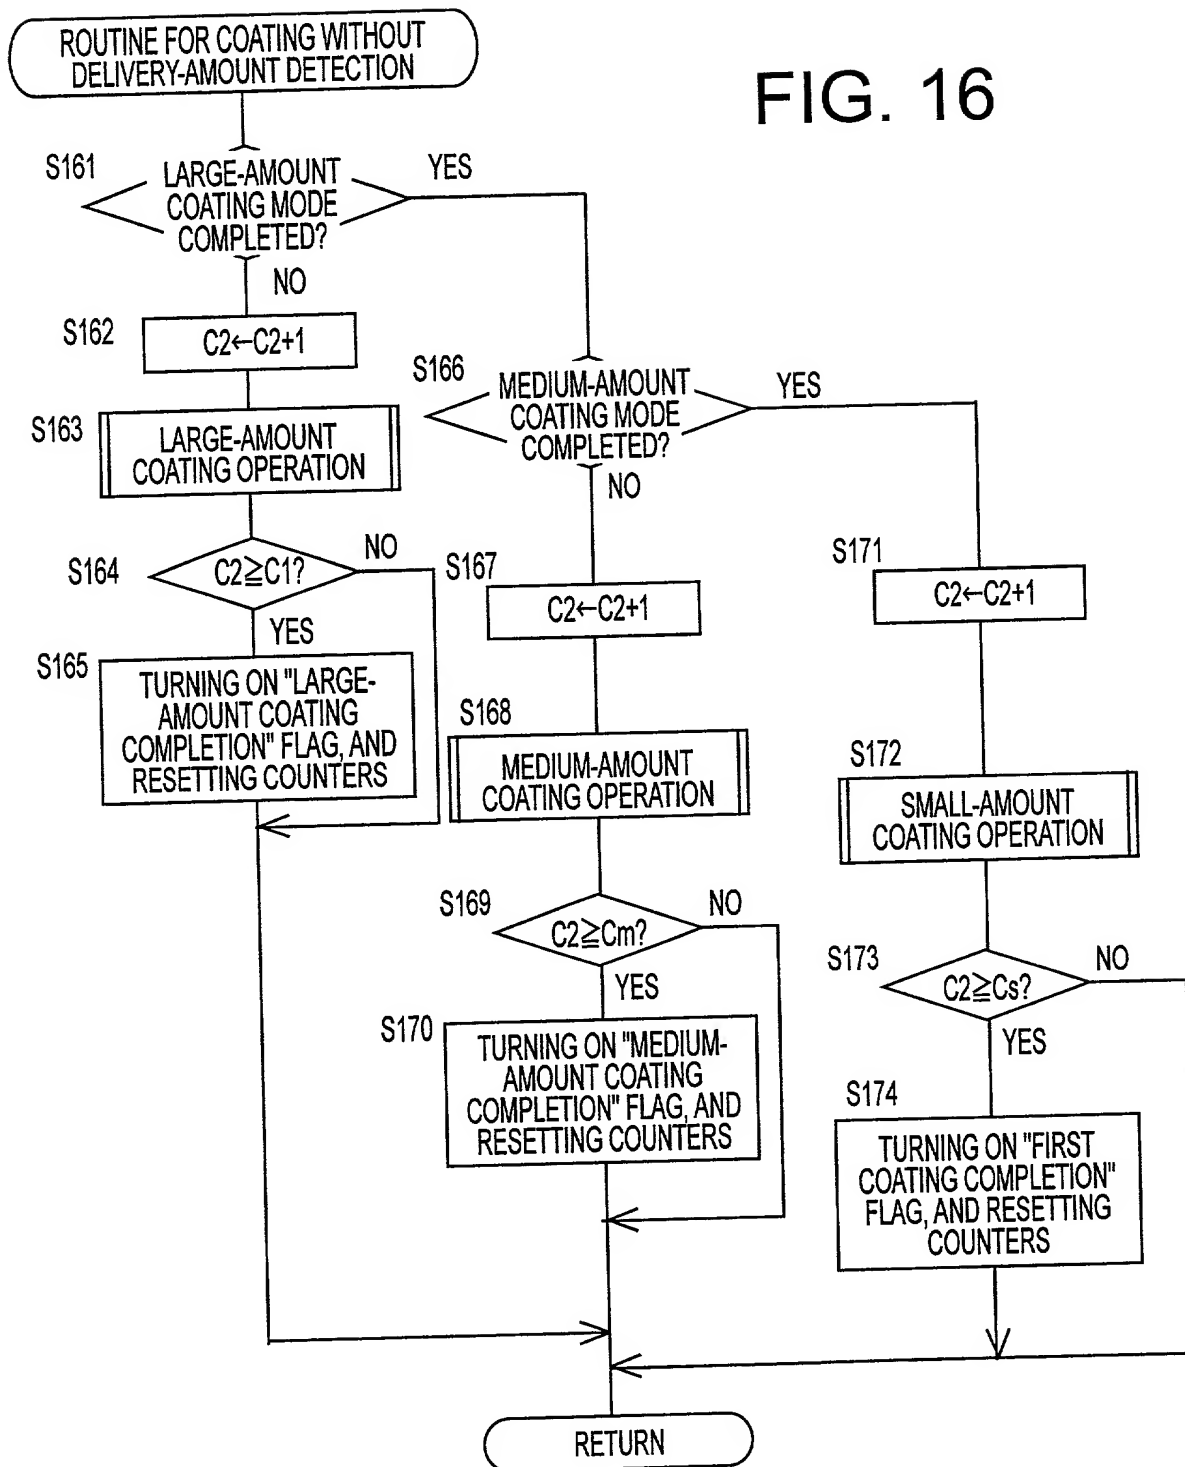 ROUTINE FOR COATING WITHOUT
DELIVERY-AMOUNT DETECTION
FIG. 16
S161
LARGE-AMOUNT
COATING MODE
COMPLETED?
YES
NO
S162
C2←C2+1
S163
LARGE-AMOUNT
COATING OPERATION
S164
C2≧C1?
NO
YES
S165
TURNING ON "LARGE-
AMOUNT COATING
COMPLETION" FLAG, AND
RESETTING COUNTERS
S166
MEDIUM-AMOUNT
COATING MODE
COMPLETED?
YES
NO
S167
C2←C2+1
S168
MEDIUM-AMOUNT
COATING OPERATION
S169
C2≧Cm?
NO
YES
S170
TURNING ON "MEDIUM-
AMOUNT COATING
COMPLETION" FLAG, AND
RESETTING COUNTERS
S171
C2←C2+1
S172
SMALL-AMOUNT
COATING OPERATION
S173
C2≧Cs?
NO
YES
S174
TURNING ON "FIRST
COATING COMPLETION"
FLAG, AND RESETTING
COUNTERS
RETURN